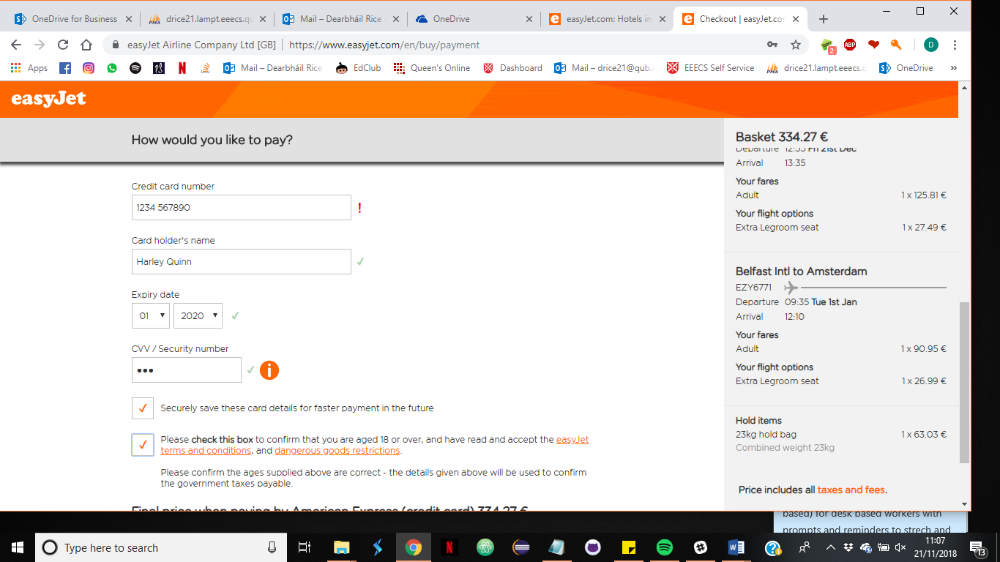 OneDrive for Business
drice21.lampt.eeecs.qu
Mail – Dearbháil Rice -
OneDrive
easyJet.com: Hotels in
Checkout | easyJet.com
easyJet Airline Company Ltd [GB] | https://www.easyjet.com/en/buy/payment
2
ABP
D
Apps
Mail – Dearbháil Rice
EdClub
Queen's Online
Dashboard
Mail – drice21@qub.a
EEECS Self Service
drice21.lampt.eeecs.q
OneDrive
»
easyJet
How would you like to pay?
Credit card number
1234 567890
!
Card holder's name
Harley Quinn
Expiry date
01
2020
CVV / Security number
•••
i
Securely save these card details for faster payment in the future
Please check this box to confirm that you are aged 18 or over, and have read and accept the easyJet
terms and conditions, and dangerous goods restrictions.
Please confirm the ages supplied above are correct - the details given above will be used to confirm
the government taxes payable.
Final price when paying by American Express (credit card) 334.27 €
Basket 334.27 €
Departure 12:55 Fri 21st Dec
Arrival 13:35
Your fares
Adult 1 x 125.81 €
Your flight options
Extra Legroom seat 1 x 27.49 €
Belfast Intl to Amsterdam
EZY6771
Departure 09:35 Tue 1st Jan
Arrival 12:10
Your fares
Adult 1 x 90.95 €
Your flight options
Extra Legroom seat 1 x 26.99 €
Hold items
23kg hold bag 1 x 63.03 €
Combined weight 23kg
Price includes all taxes and fees.
based) for desk based workers with
prompts and reminders to strech and
Type here to search
11:07
21/11/2018
13